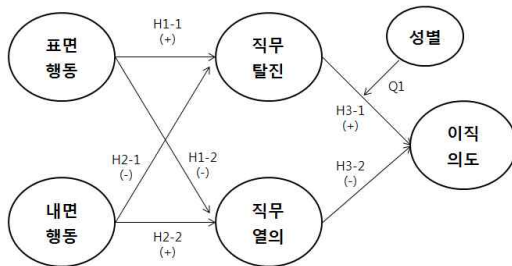 H1-1
(+)
표면
행동
직무
탈진
성별
Q1
H3-1
(+)
이직
의도
H2-1
(-)
H1-2
(-)
H3-2
(-)
내면
행동
직무
열의
H2-2
(+)